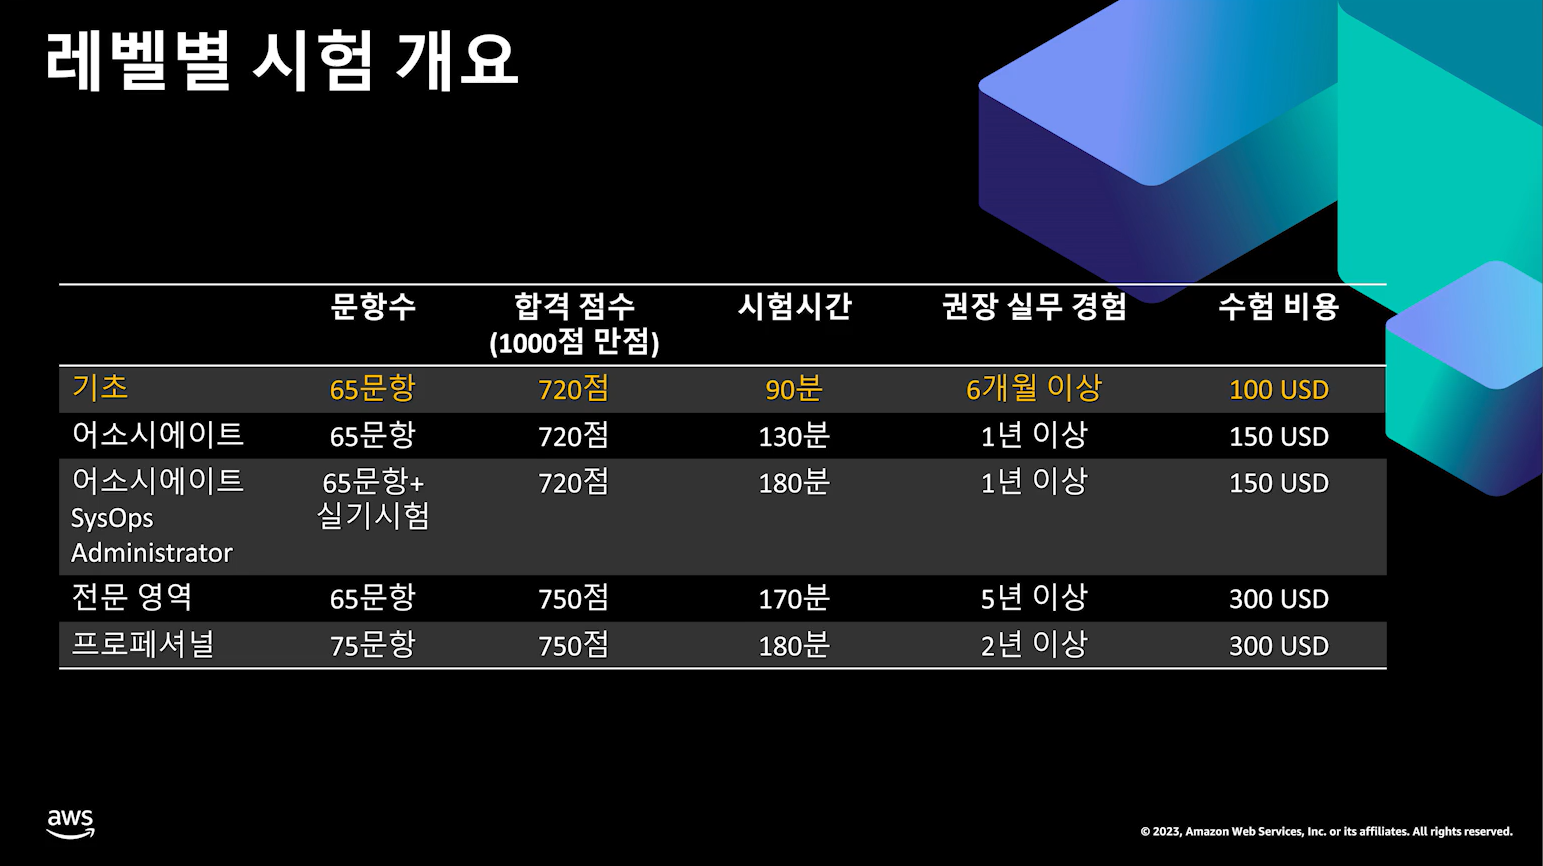 레벨별 시험 개요
문항수 합격 점수 시험시간 권장 실무 경험 수험 비용
(1000점 만점)
기초 65문항 720점 90분 6개월 이상 100 USD
어소시에이트 65문항 720점 130분 1년 이상 150 USD
어소시에이트 65문항+ 720점 180분 1년 이상 150 USD
SysOps 실기시험
Administrator
전문 영역 65문항 750점 170분 5년 이상 300 USD
프로페셔널 75문항 750점 180분 2년 이상 300 USD
aws
© 2023, Amazon Web Services, Inc. or its affiliates. All rights reserved.